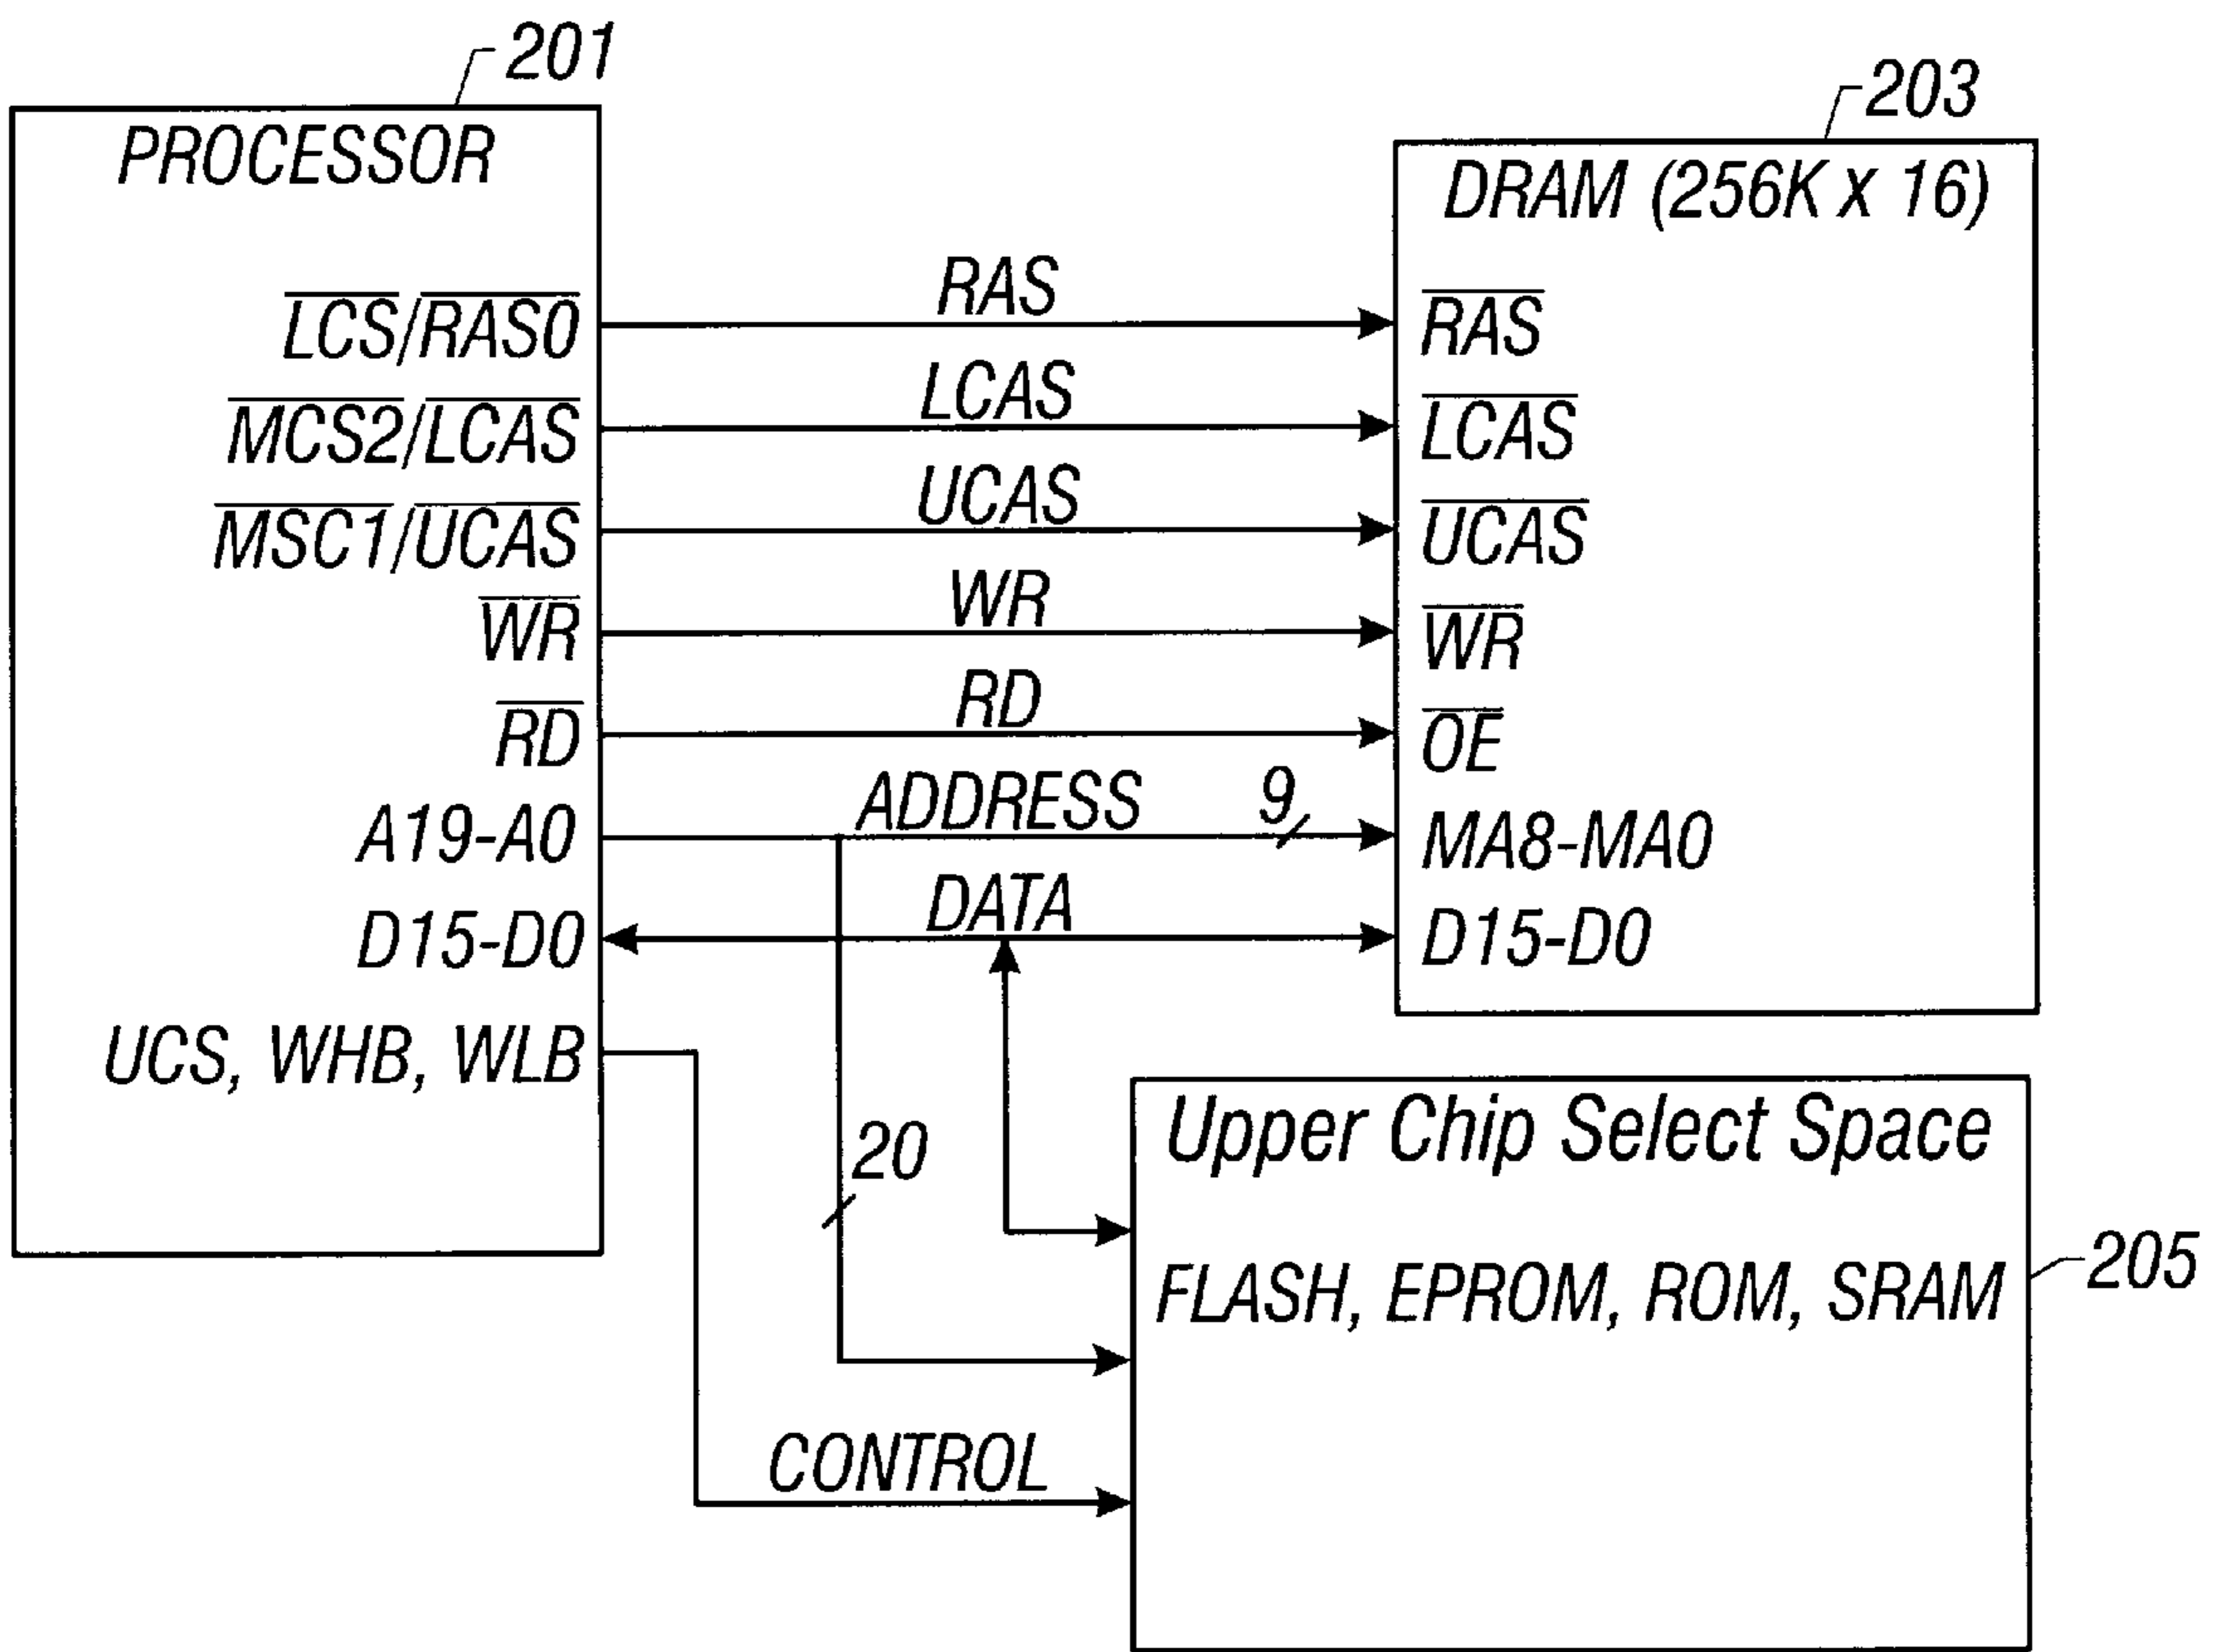 201
PROCESSOR
LCS/RAS0
MCS2/LCAS
MSC1/UCAS
WR
RD
A19-A0
D15-D0
UCS, WHB, WLB
RAS
LCAS
UCAS
WR
RD
ADDRESS
9
DATA
20
CONTROL
203
DRAM (256K x 16)
RAS
LCAS
UCAS
WR
OE
MA8-MA0
D15-D0
Upper Chip Select Space
FLASH, EPROM, ROM, SRAM
205